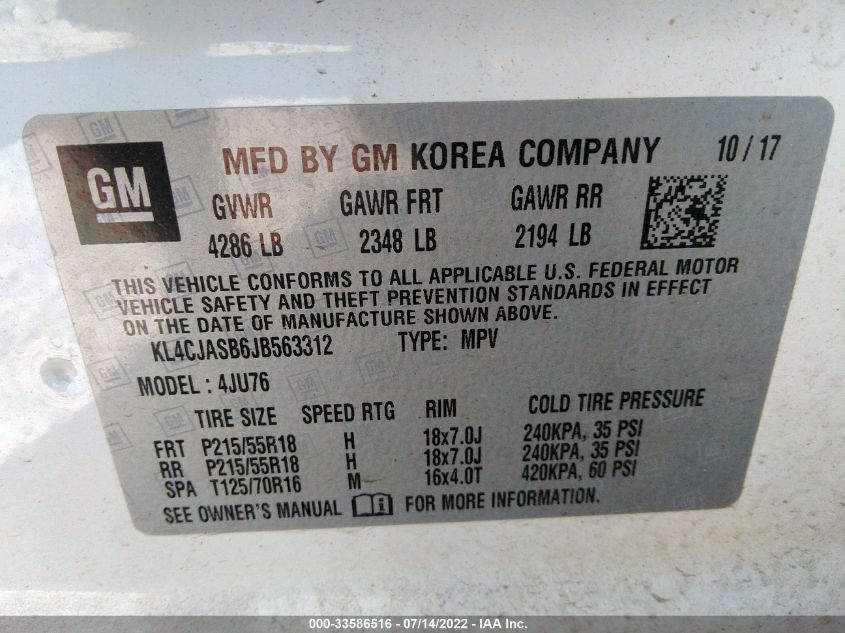 GM
MFD BY GM KOREA COMPANY 10/17
GVWR GAWR FRT GAWR RR
4286 LB 2348 LB 2194 LB
THIS VEHICLE CONFORMS TO ALL APPLICABLE U.S. FEDERAL MOTOR
VEHICLE SAFETY AND THEFT PREVENTION STANDARDS IN EFFECT
ON THE DATE OF MANUFACTURE SHOWN ABOVE.
KL4CJASB6JB563312 TYPE: MPV
MODEL: 4JU76
TIRE SIZE SPEED RTG RIM COLD TIRE PRESSURE
FRT P215/55R18 H 18x7.0J 240KPA, 35 PSI
RR P215/55R18 H 18x7.0J 240KPA, 35 PSI
SPA T125/70R16 M 16x4.0T 420KPA, 60 PSI
SEE OWNER'S MANUAL FOR MORE INFORMATION.
000-33586516 - 07/14/2022 - IAA Inc.